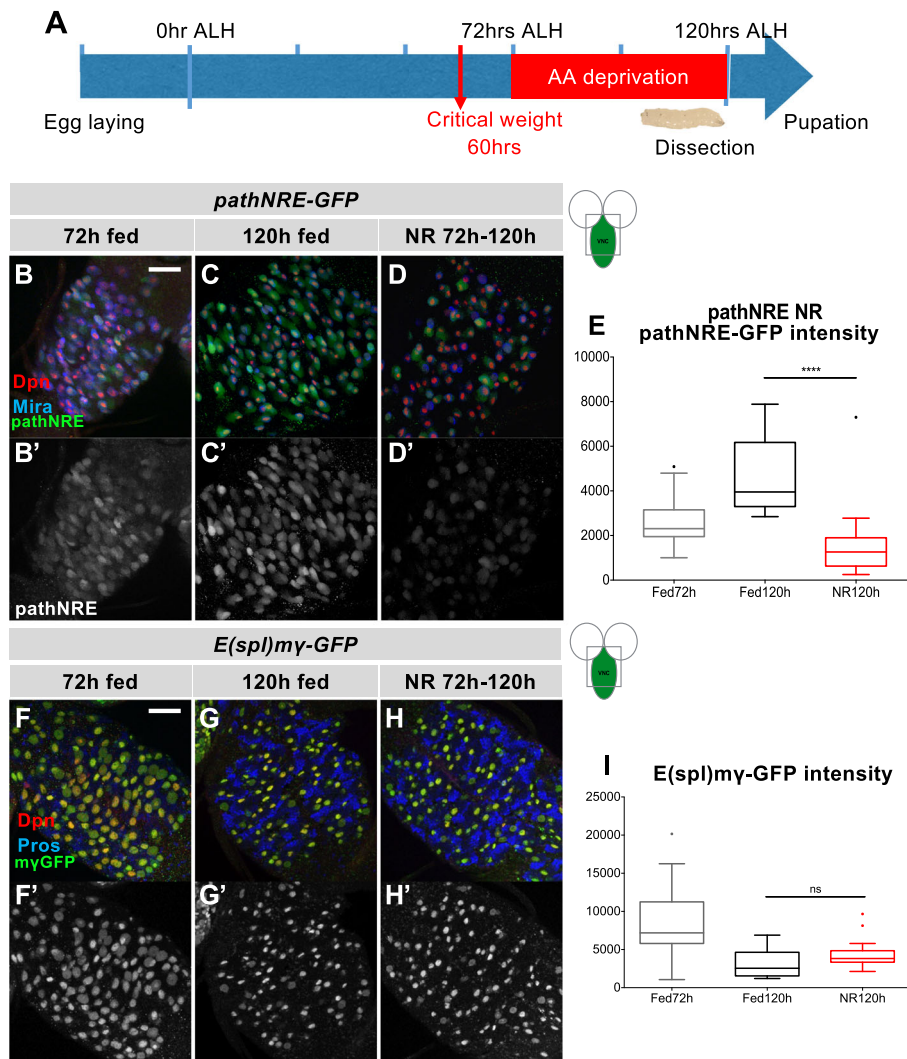 A
0hr ALH
72hrs ALH
120hrs ALH
AA deprivation
Egg laying
Critical weight
60hrs
Dissection
Pupation
pathNRE-GFP
72h fed
120h fed
NR 72h-120h
VNC
B
C
D
Dpn
Mira
pathNRE
B'
C'
D'
pathNRE
E
pathNRE NR
pathNRE-GFP intensity
10000
8000
6000
4000
2000
0
****
Fed72h
Fed120h
NR120h
E(spl)mγ-GFP
72h fed
120h fed
NR 72h-120h
VNC
F
G
H
Dpn
Pros
mγGFP
F'
G'
H'
I
E(spl)mγ-GFP intensity
25000
20000
15000
10000
5000
0
ns
Fed72h
Fed120h
NR120h